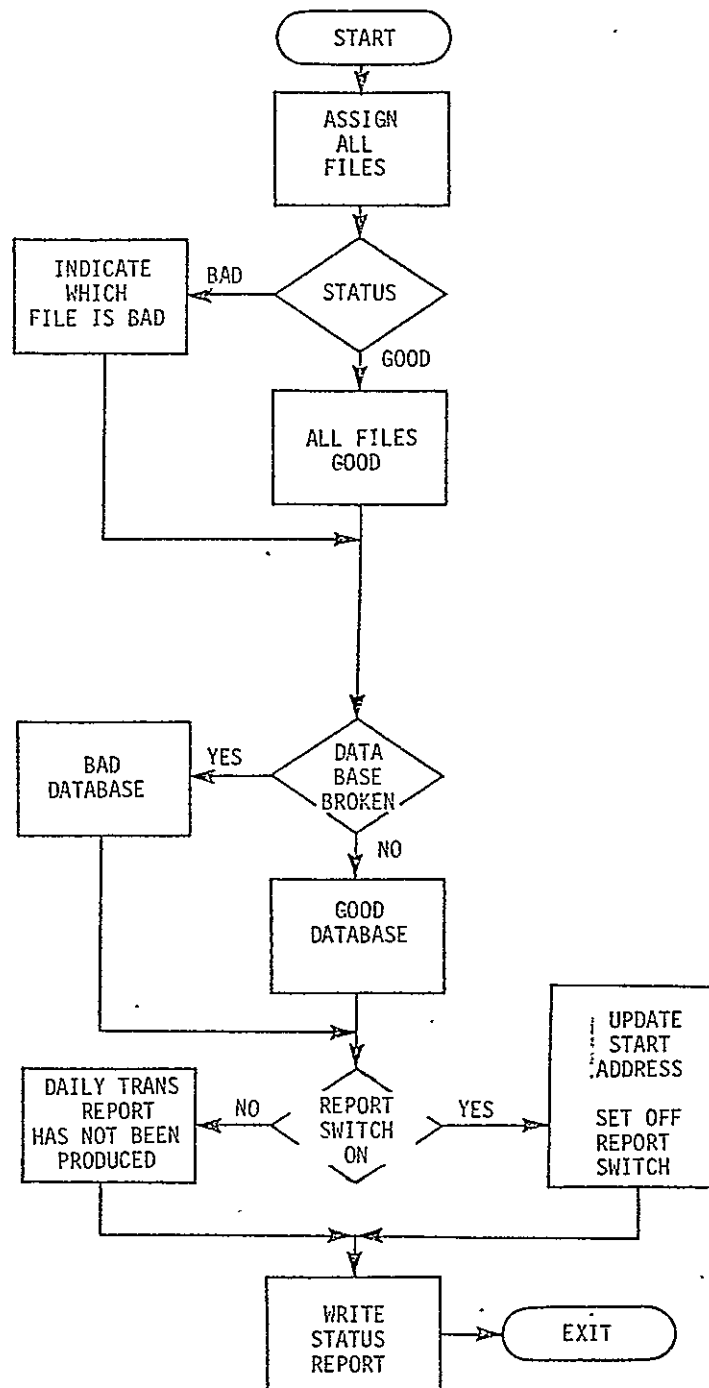 START
ASSIGN
ALL
FILES
STATUS
BAD
INDICATE
WHICH
FILE IS BAD
GOOD
ALL FILES
GOOD
DATA
BASE
BROKEN
YES
BAD
DATABASE
NO
GOOD
DATABASE
REPORT
SWITCH
ON
NO
DAILY TRANS
REPORT
HAS NOT BEEN
PRODUCED
YES
UPDATE
START
ADDRESS
SET OFF
REPORT
SWITCH
WRITE
STATUS
REPORT
EXIT